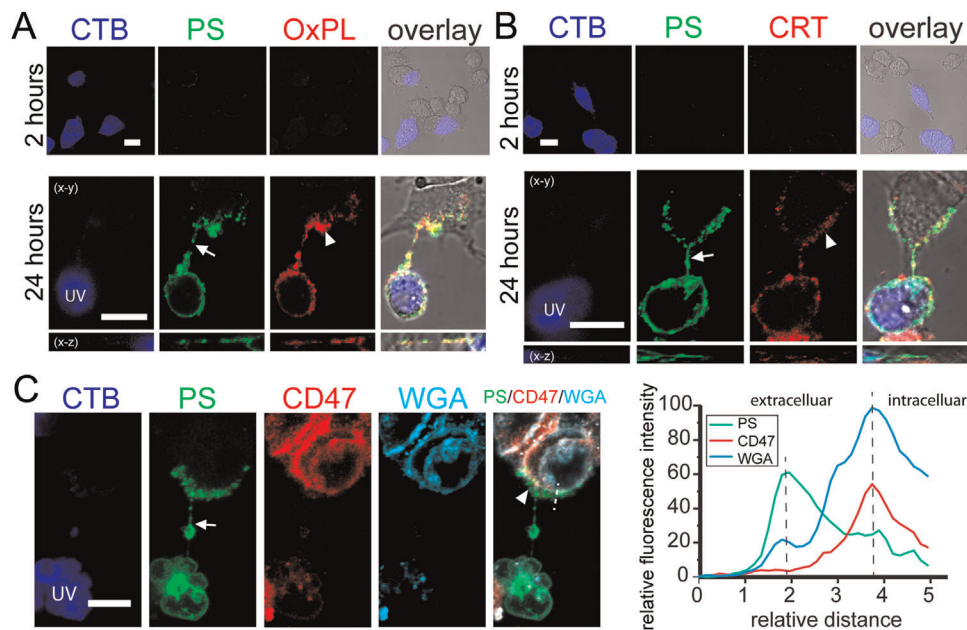 A
CTB PS OxPL overlay
2 hours
24 hours
(x-y)
UV
(x-z)
B
CTB PS CRT overlay
2 hours
24 hours
(x-y)
UV
(x-z)
C
CTB PS CD47 WGA PS/CD47/WGA
UV
relative fluorescence intensity
100
80
60
40
20
0
extracelluar intracelluar
PS
CD47
WGA
0 1 2 3 4 5
relative distance